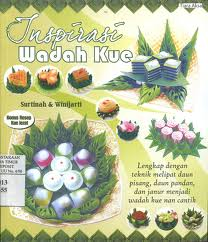 Inspirasi
Wadah Kue
Surtinah & Winijarti
Bonus Resep
Kue Lezat
Lengkap dengan
teknik melipat daun
pisang, daun pandan,
dan janur menjadi
wadah kue nan cantik